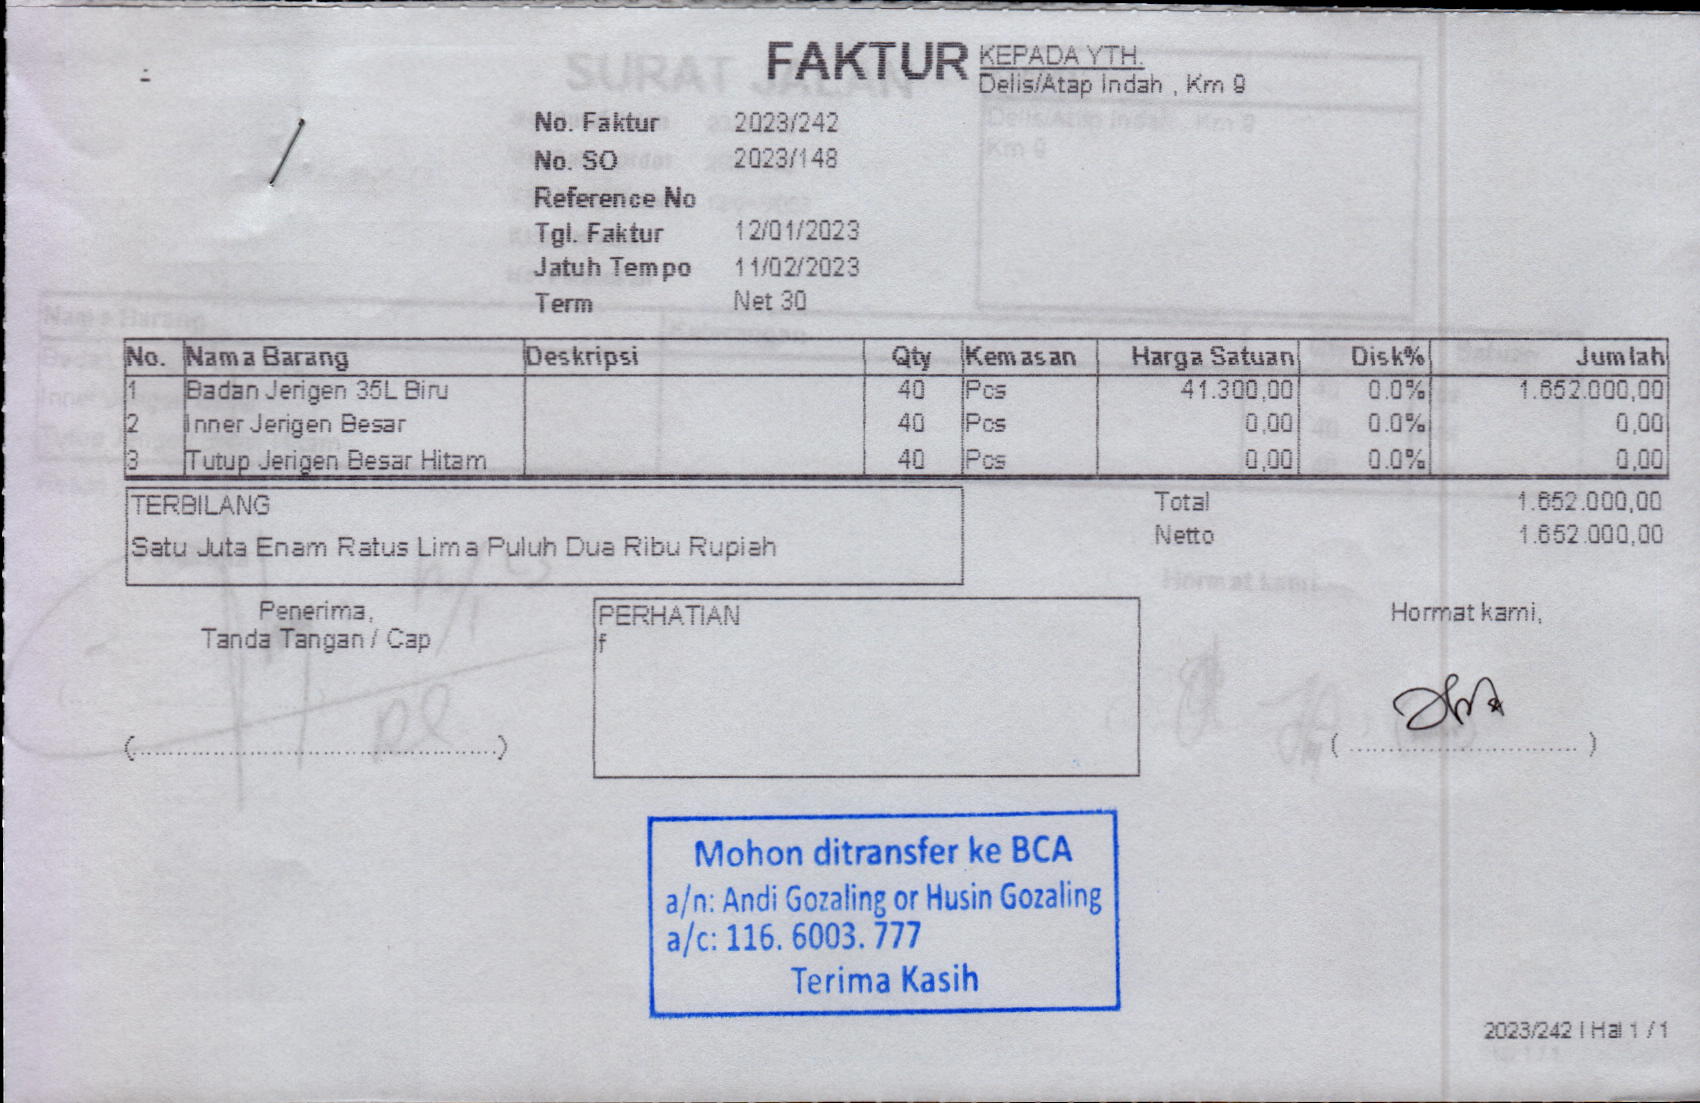 FAKTUR
KEPADA YTH.
Delis/Atap Indah , Km 9
No. Faktur 2023/242
No. SO 2023/148
Reference No
Tgl. Faktur 12/01/2023
Jatuh Tempo 11/02/2023
Term Net 30
No. Nama Barang Deskripsi Qty Kemasan Harga Satuan Disk% Jumlah
1 Badan Jerigen 35L Biru 40 Pcs 41.300,00 0.0% 1.652.000,00
2 Inner Jerigen Besar 40 Pcs 0,00 0.0% 0,00
3 Tutup Jerigen Besar Hitam 40 Pcs 0,00 0.0% 0,00
TERBILANG
Satu Juta Enam Ratus Lima Puluh Dua Ribu Rupiah
Total 1.652.000,00
Netto 1.652.000,00
Penerima,
Tanda Tangan / Cap
(..................................................)
PERHATIAN
f
Hormat kami,
( ............................... )
Mohon ditransfer ke BCA
a/n: Andi Gozaling or Husin Gozaling
a/c: 116. 6003. 777
Terima Kasih
2023/242 | Hal 1 / 1